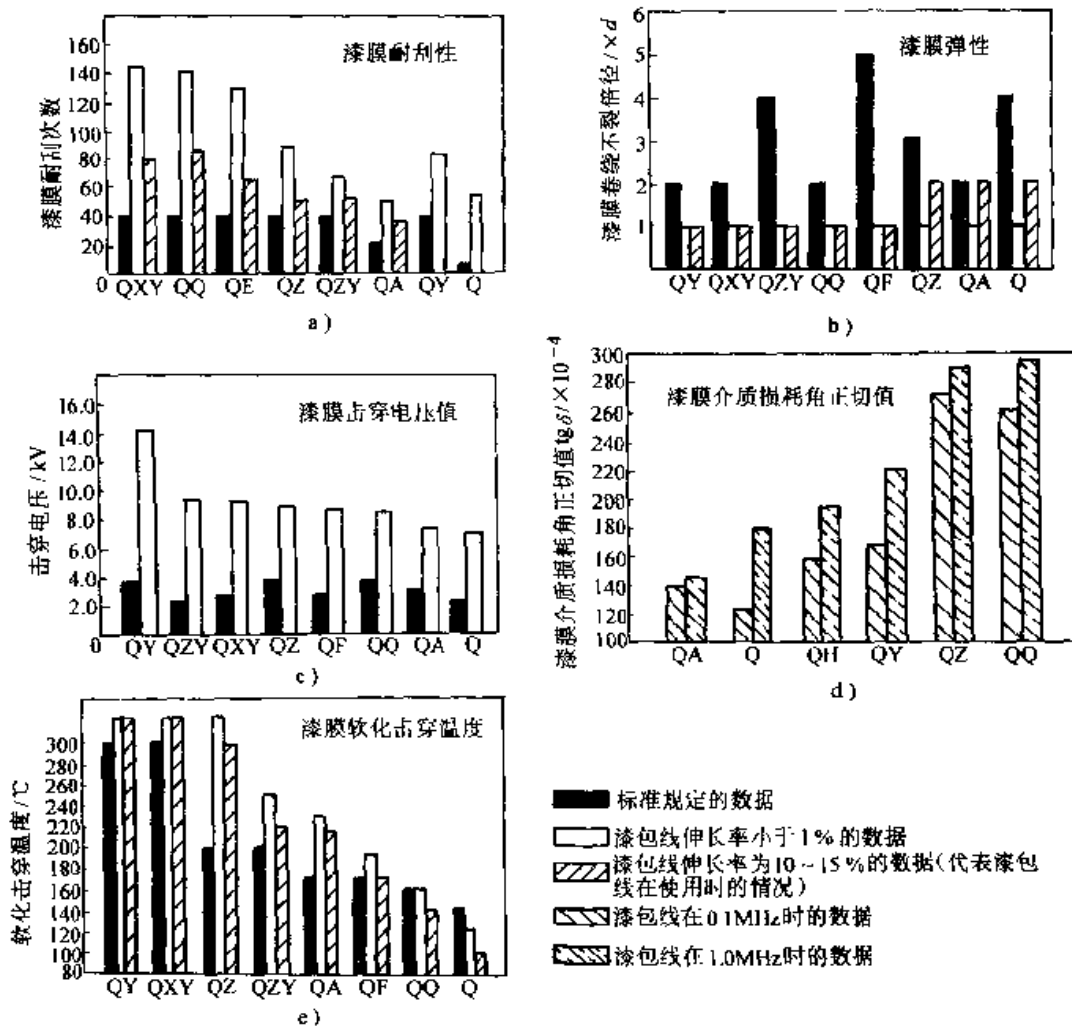 漆膜耐刮性
漆膜耐刮次数
140
120
160
80
60
40
20
0
QXY QQ QE QZ QZY QA QY Q
a)
漆膜弹性
漆膜卷绕不裂倍径/×d
6
5
4
3
2
1
QY QXY QZY QQ QF QZ QA Q
b)
漆膜击穿电压值
击穿电压/kV
16.0
14.0
12.0
10.0
8.0
6.0
4.0
2.0
0
QY QZY QXY QZ QF QQ QA Q
c)
漆膜介质损耗角正切值
漆膜介质损耗角正切值tgδ/×10⁻⁴
300
280
260
240
220
200
180
160
140
120
100
QA Q QH QY QZ QQ
d)
漆膜软化击穿温度
软化击穿温度/℃
300
280
260
240
220
200
180
160
140
120
100
80
QY QXY QZ QZY QA QF QQ Q
e)
标准规定的数据
漆包线伸长率小于1%的数据
漆包线伸长率为10~15%的数据(代表漆包
线在使用时的情况)
漆包线在0.1MHz时的数据
漆包线在1.0MHz时的数据